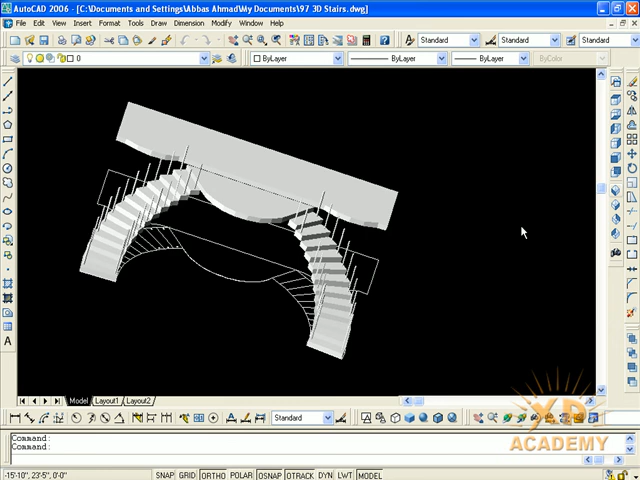 AutoCAD 2006 - [C:\Documents and Settings\Abbas Ahmad\My Documents\97 3D Stairs.dwg]
File Edit View Insert Format Tools Draw Dimension Modify Window Help
Standard Standard Standard
0 ByLayer ByLayer ByLayer ByColor
Model Layout1 Layout2
Standard
Command:
Command:
XD
ACADEMY
-15'-10", 23'-5", 0'-0" SNAP GRID ORTHO POLAR OSNAP OTRACK DYN LWT MODEL